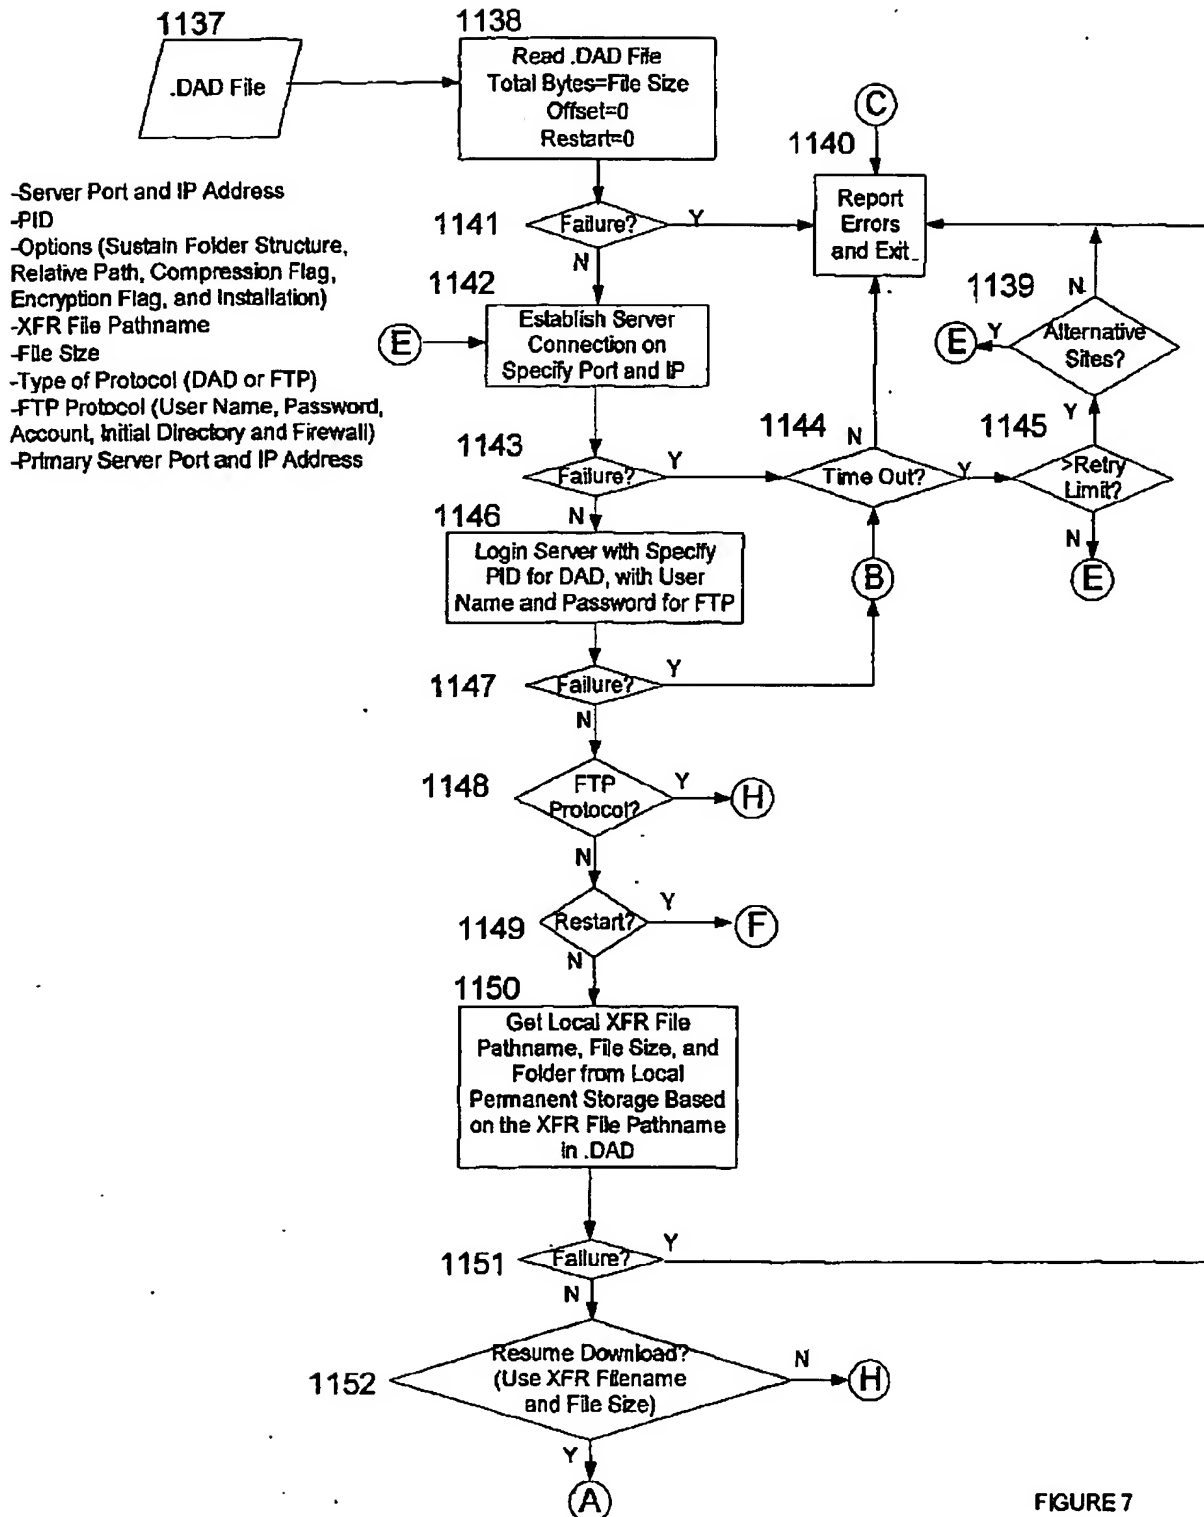 1137
.DAD File
1138
Read .DAD File
Total Bytes=File Size
Offset=0
Restart=0
-Server Port and IP Address
-PID
-Options (Sustain Folder Structure,
Relative Path, Compression Flag,
Encryption Flag, and Installation)
-XFR File Pathname
-File Size
-Type of Protocol (DAD or FTP)
-FTP Protocol (User Name, Password,
Account, Initial Directory and Firewall)
-Primary Server Port and IP Address
C
1140
Report
Errors
and Exit
1141
Failure?
Y
N
1142
E
Establish Server
Connection on
Specify Port and IP
1139
N
Alternative
Sites?
Y
E
1143
Failure?
Y
N
1144
N
Time Out?
Y
1145
Y
>Retry
Limit?
N
E
B
1146
Login Server with Specify
PID for DAD, with User
Name and Password for FTP
1147
Failure?
Y
N
1148
FTP
Protocol?
Y
H
N
1149
Restart?
Y
F
N
1150
Get Local XFR File
Pathname, File Size, and
Folder from Local
Permanent Storage Based
on the XFR File Pathname
in .DAD
1151
Failure?
Y
N
1152
Resume Download?
(Use XFR Filename
and File Size)
N
H
Y
A
FIGURE 7